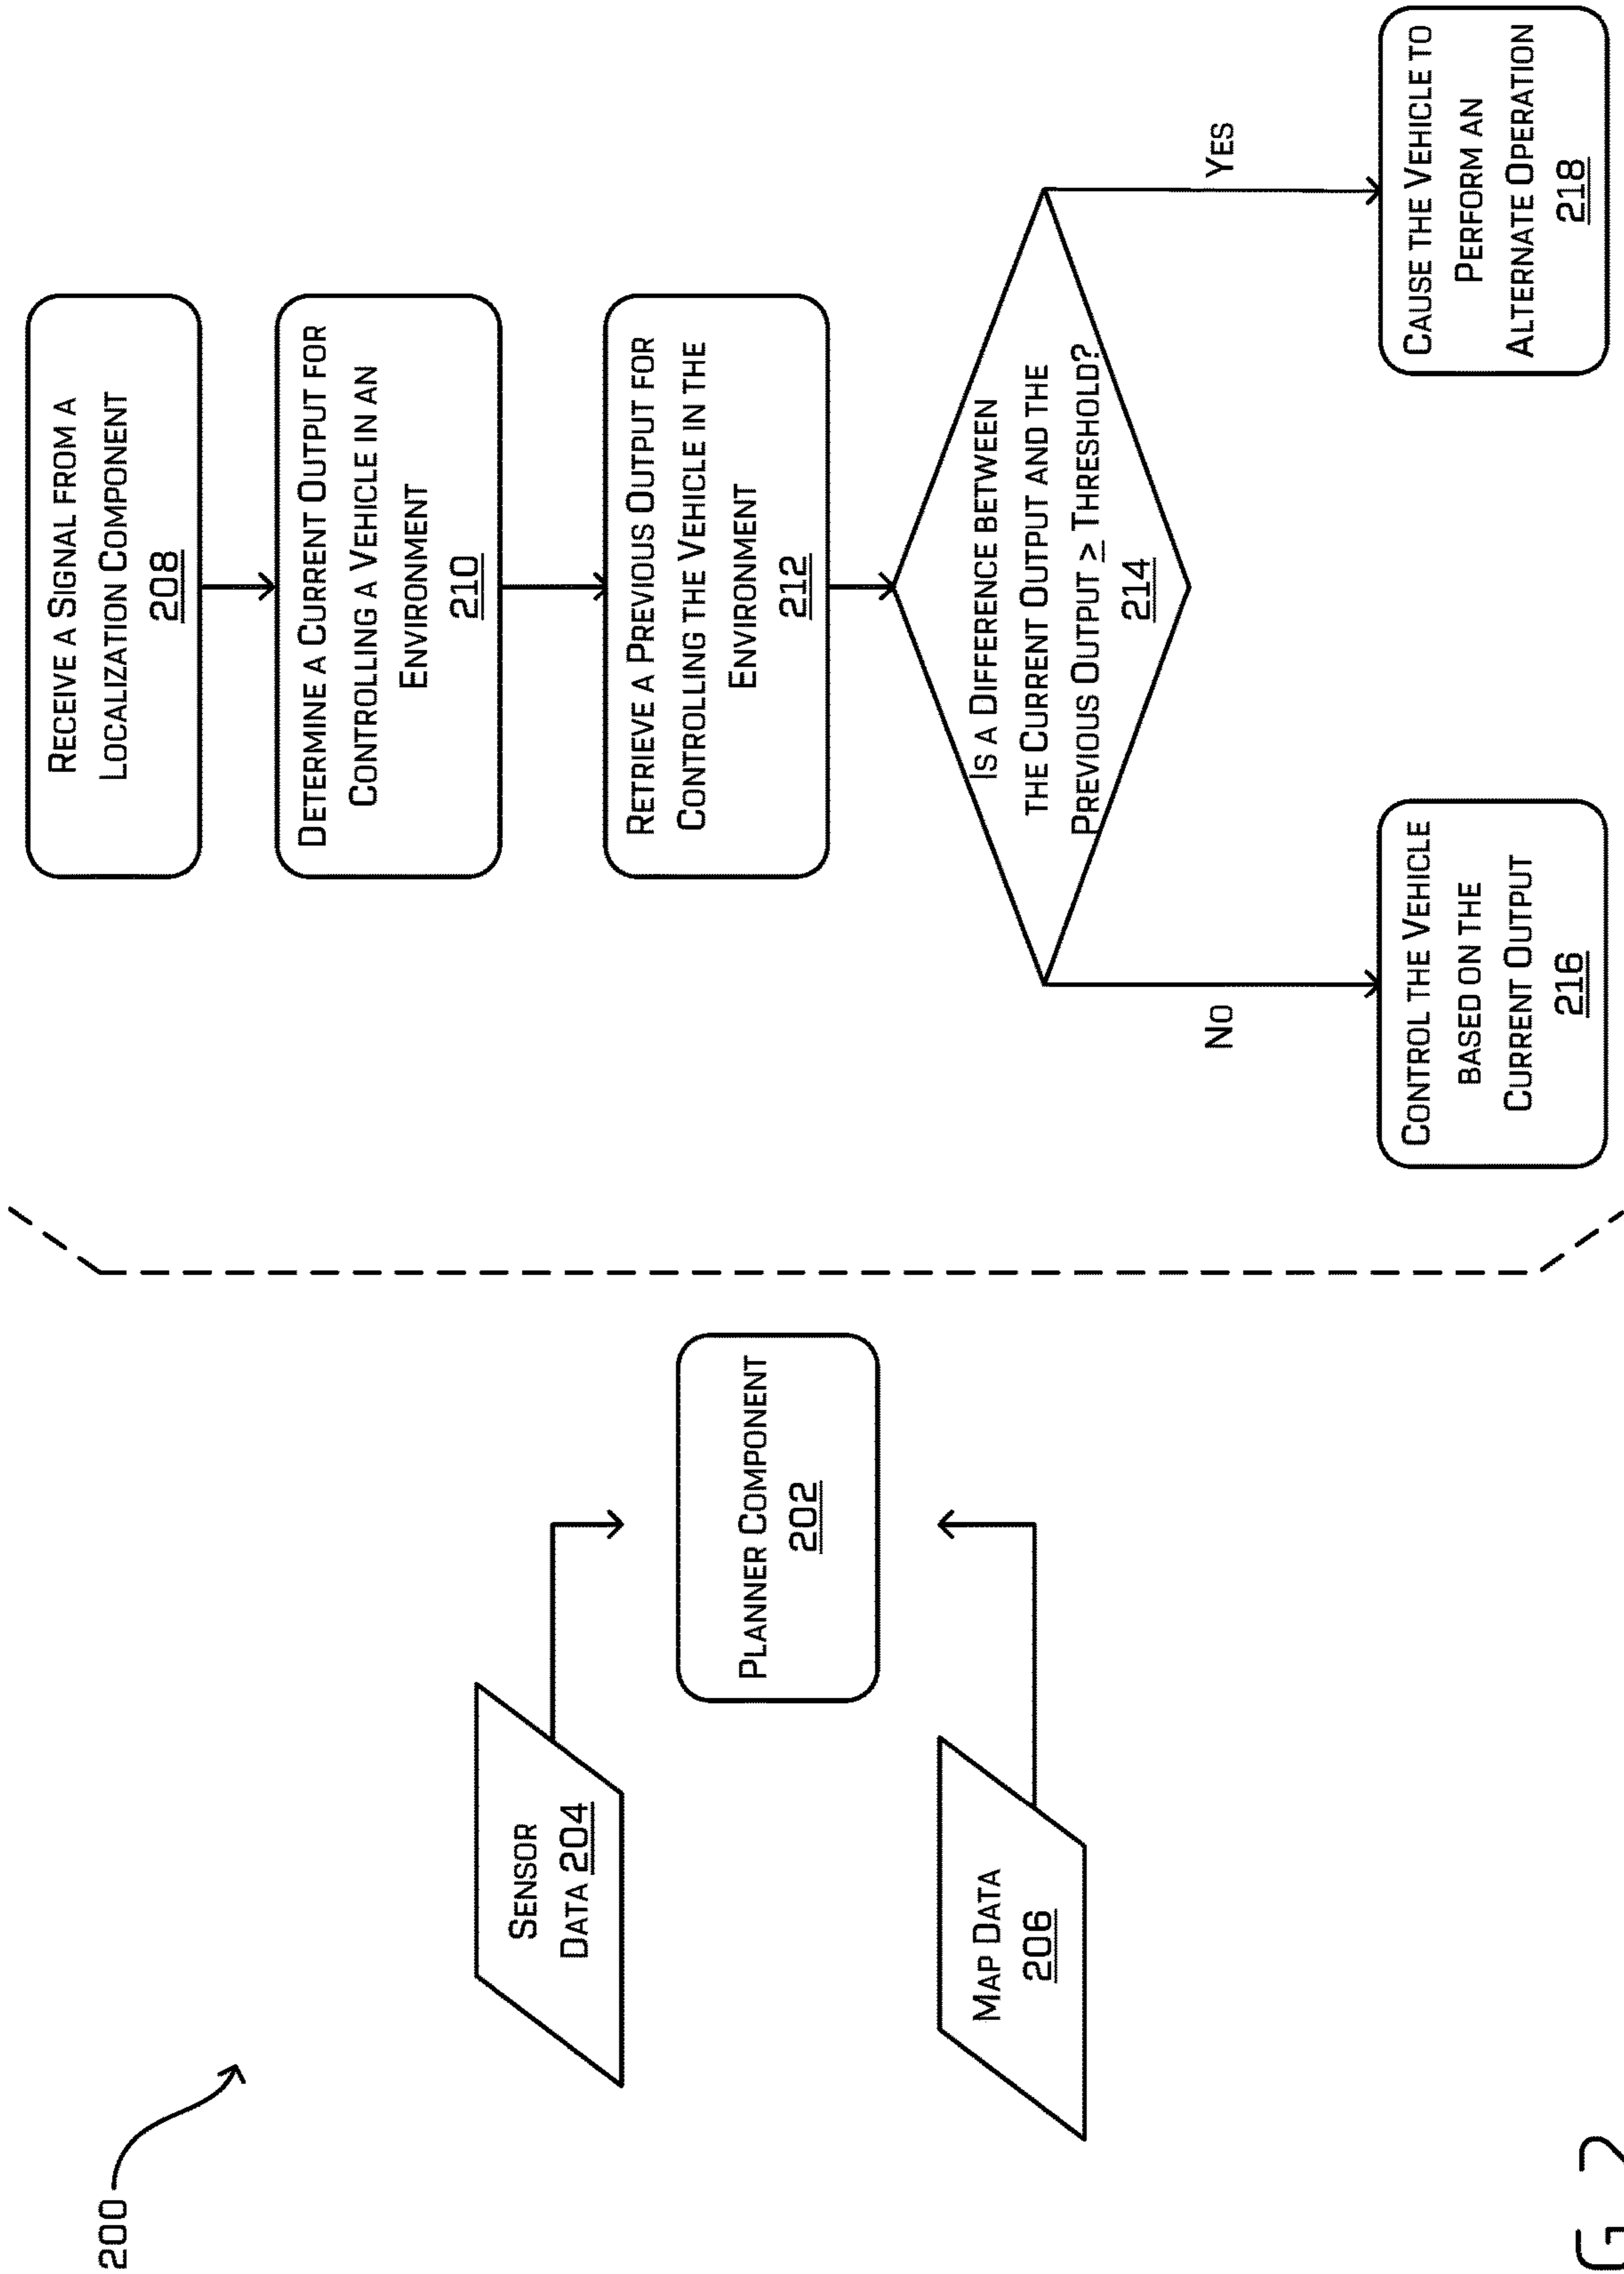 200
SENSOR
DATA 204
MAP DATA
206
PLANNER COMPONENT
202
RECEIVE A SIGNAL FROM A
LOCALIZATION COMPONENT
208
DETERMINE A CURRENT OUTPUT FOR
CONTROLLING A VEHICLE IN AN
ENVIRONMENT
210
RETRIEVE A PREVIOUS OUTPUT FOR
CONTROLLING THE VEHICLE IN THE
ENVIRONMENT
212
IS A DIFFERENCE BETWEEN
THE CURRENT OUTPUT AND THE
PREVIOUS OUTPUT ≥ THRESHOLD?
214
NO
YES
CONTROL THE VEHICLE
BASED ON THE
CURRENT OUTPUT
216
CAUSE THE VEHICLE TO
PERFORM AN
ALTERNATE OPERATION
218
G 2